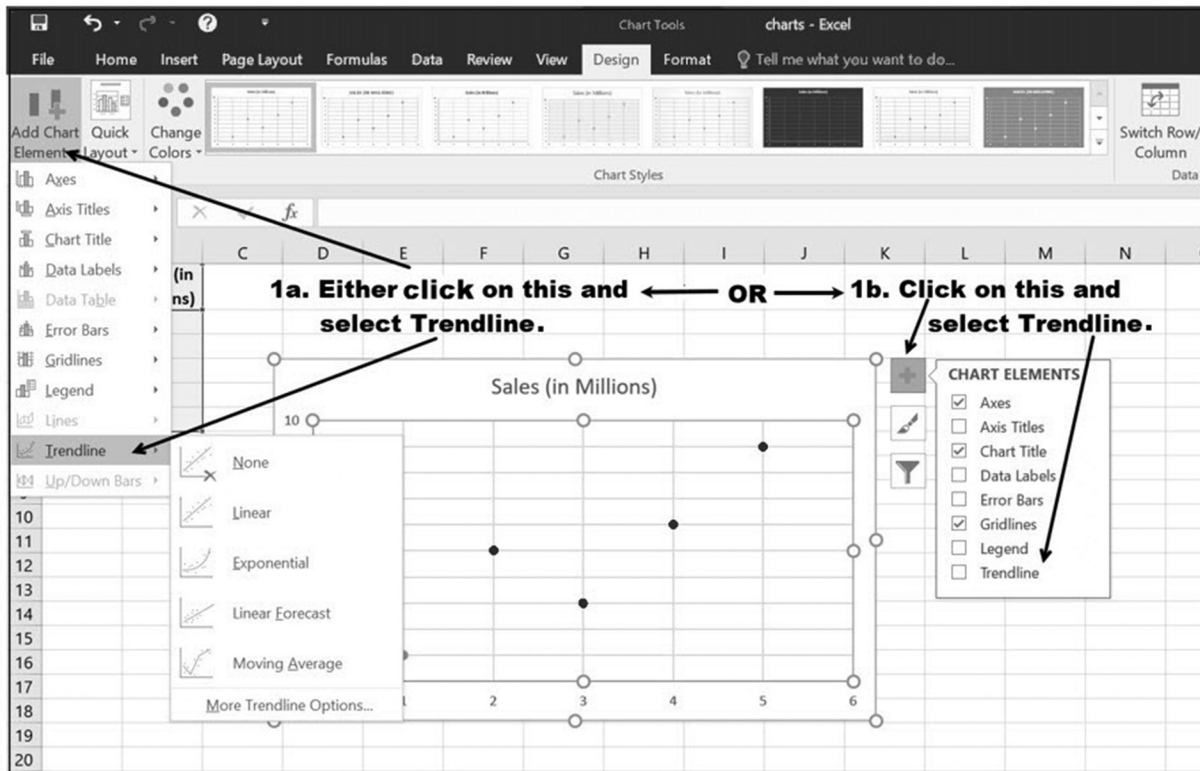 Chart Tools
charts - Excel
File Home Insert Page Layout Formulas Data Review View Design Format Tell me what you want to do...
Add Chart Element
Quick Layout
Change Colors
Switch Row/
Column
Chart Styles
Data
Axes
Axis Titles
Chart Title
Data Labels
Data Table
Error Bars
Gridlines
Legend
Lines
Trendline
Up/Down Bars
fx
C D E F G H I J K L M N
(in
ns)
1a. Either click on this and
select Trendline.
OR
1b. Click on this and
select Trendline.
None
Linear
Exponential
Linear Forecast
Moving Average
More Trendline Options...
Sales (in Millions)
10
1 2 3 4 5 6
CHART ELEMENTS
Axes
Axis Titles
Chart Title
Data Labels
Error Bars
Gridlines
Legend
Trendline
10
11
12
13
14
15
16
17
18
19
20